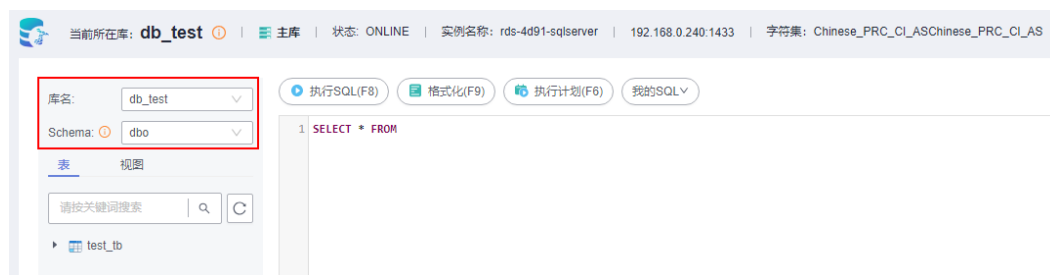 当前所在库: db_test | 主库 | 状态: ONLINE | 实例名称: rds-4d91-sqlserver | 192.168.0.240:1433 | 字符集: Chinese_PRC_CI_ASChinese_PRC_CI_AS
库名: db_test
执行SQL(F8) 格式化(F9) 执行计划(F6) 我的SQL
Schema: dbo
1 SELECT * FROM
表 视图
请按关键词搜索
test_tb